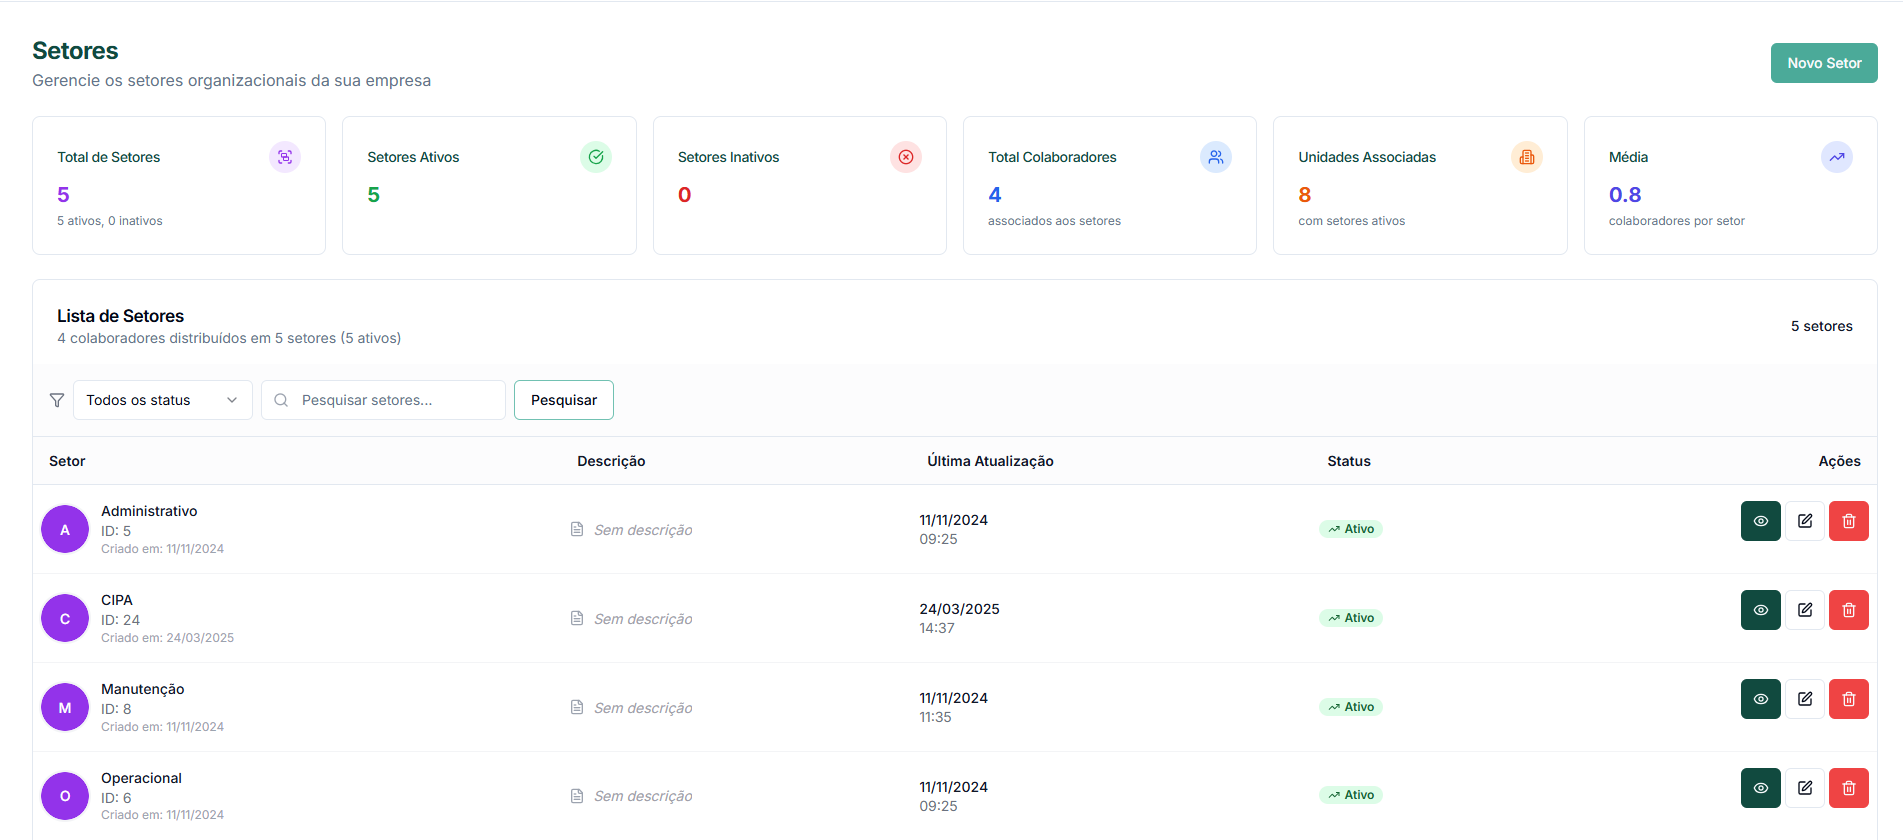 Setores
Gerencie os setores organizacionais da sua empresa
Novo Setor
Total de Setores
5
5 ativos, 0 inativos
Setores Ativos
5
Setores Inativos
0
Total Colaboradores
4
associados aos setores
Unidades Associadas
8
com setores ativos
Média
0.8
colaboradores por setor
Lista de Setores
4 colaboradores distribuídos em 5 setores (5 ativos)
5 setores
Todos os status
Pesquisar setores...
Pesquisar
Setor Descrição Última Atualização Status Ações
A
Administrativo
ID: 5
Criado em: 11/11/2024
Sem descrição
11/11/2024
09:25
Ativo
C
CIPA
ID: 24
Criado em: 24/03/2025
Sem descrição
24/03/2025
14:37
Ativo
M
Manutenção
ID: 8
Criado em: 11/11/2024
Sem descrição
11/11/2024
11:35
Ativo
O
Operacional
ID: 6
Criado em: 11/11/2024
Sem descrição
11/11/2024
09:25
Ativo